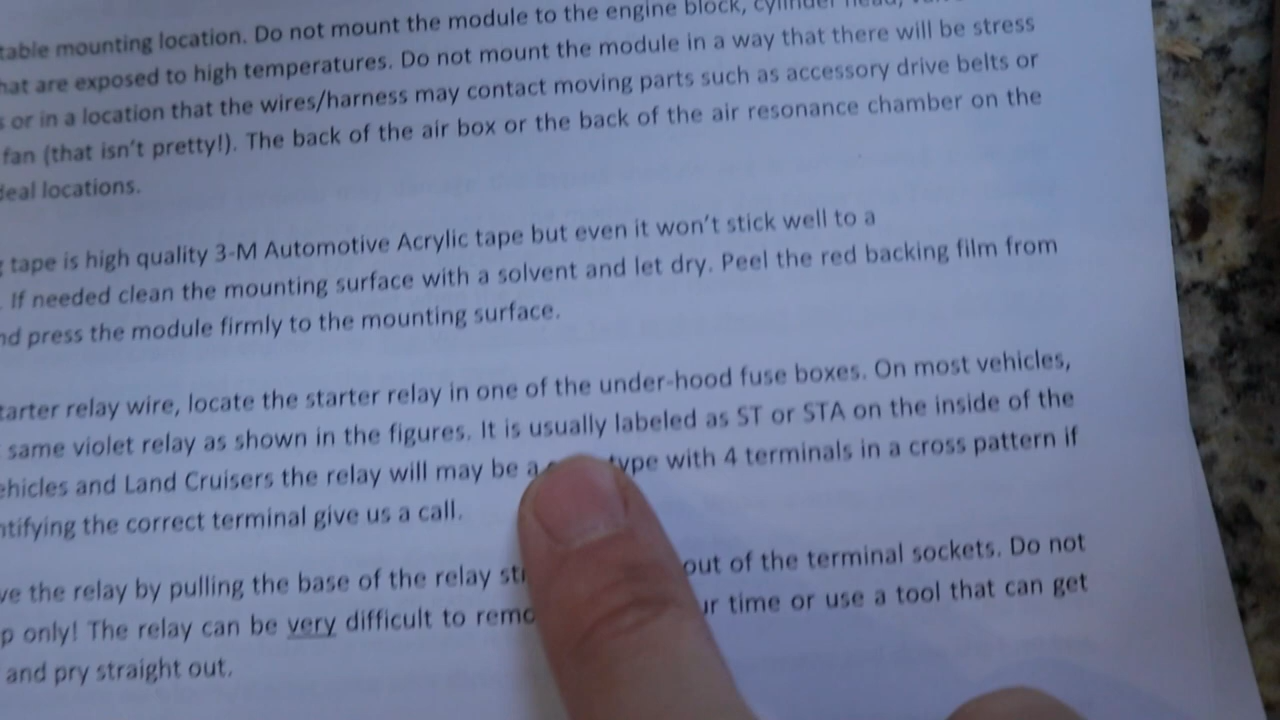 mounting location. Do not mount the module to the engine block, cylinder head,
are exposed to high temperatures. Do not mount the module in a way that there will be stress
or in a location that the wires/harness may contact moving parts such as accessory drive belts or
fan (that isn't pretty!). The back of the air box or the back of the air resonance chamber on the
locations.
tape is high quality 3-M Automotive Acrylic tape but even it won't stick well to a
. If needed clean the mounting surface with a solvent and let dry. Peel the red backing film from
press the module firmly to the mounting surface.
relay wire, locate the starter relay in one of the under-hood fuse boxes. On most vehicles,
same violet relay as shown in the figures. It is usually labeled as ST or STA on the inside of the
and Land Cruisers the relay will may be a type with 4 terminals in a cross pattern if
the correct terminal give us a call.
the relay by pulling the base of the relay out of the terminal sockets. Do not
only! The relay can be very difficult to time or use a tool that can get
and pry straight out.